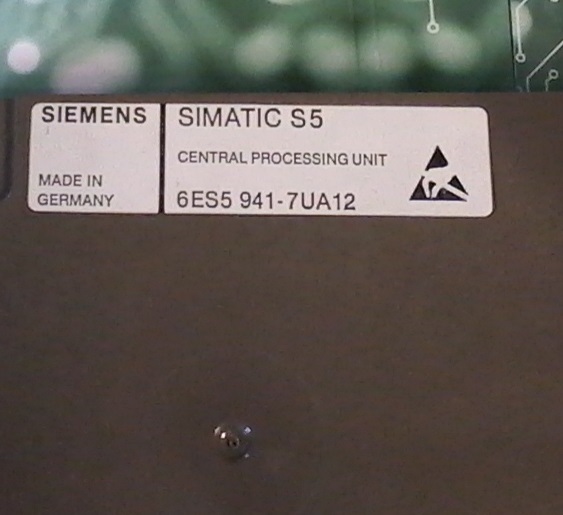 SIEMENS
MADE IN
GERMANY
SIMATIC S5
CENTRAL PROCESSING UNIT
6ES5 941-7UA12